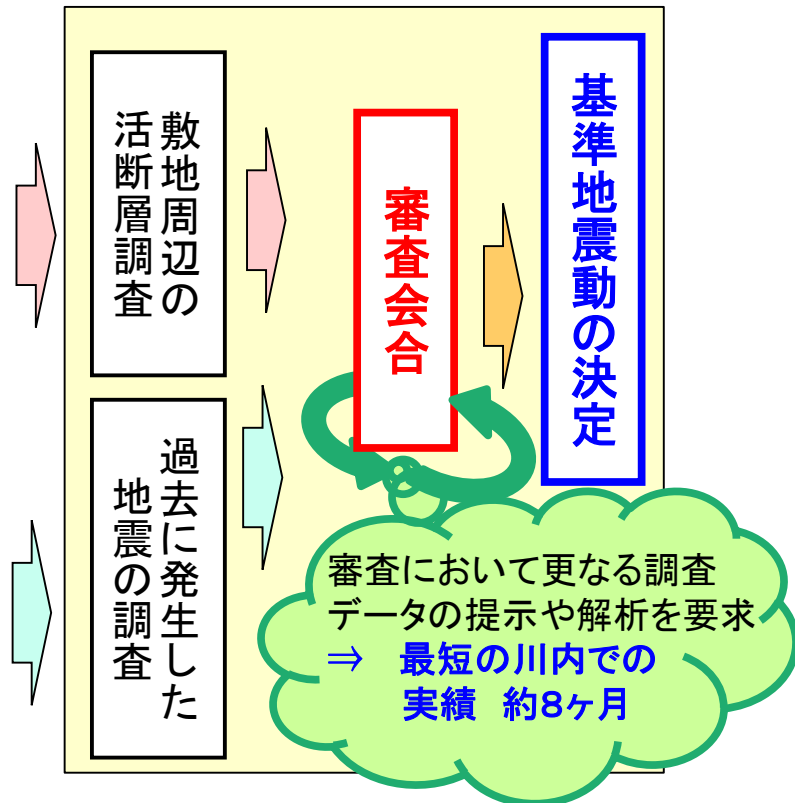 敷地周辺の
活断層調査
過去に発生した
地震の調査
審査会合
基準地震動の決定
審査において更なる調査
データの提示や解析を要求
⇒　最短の川内での
実績　約8ヶ月